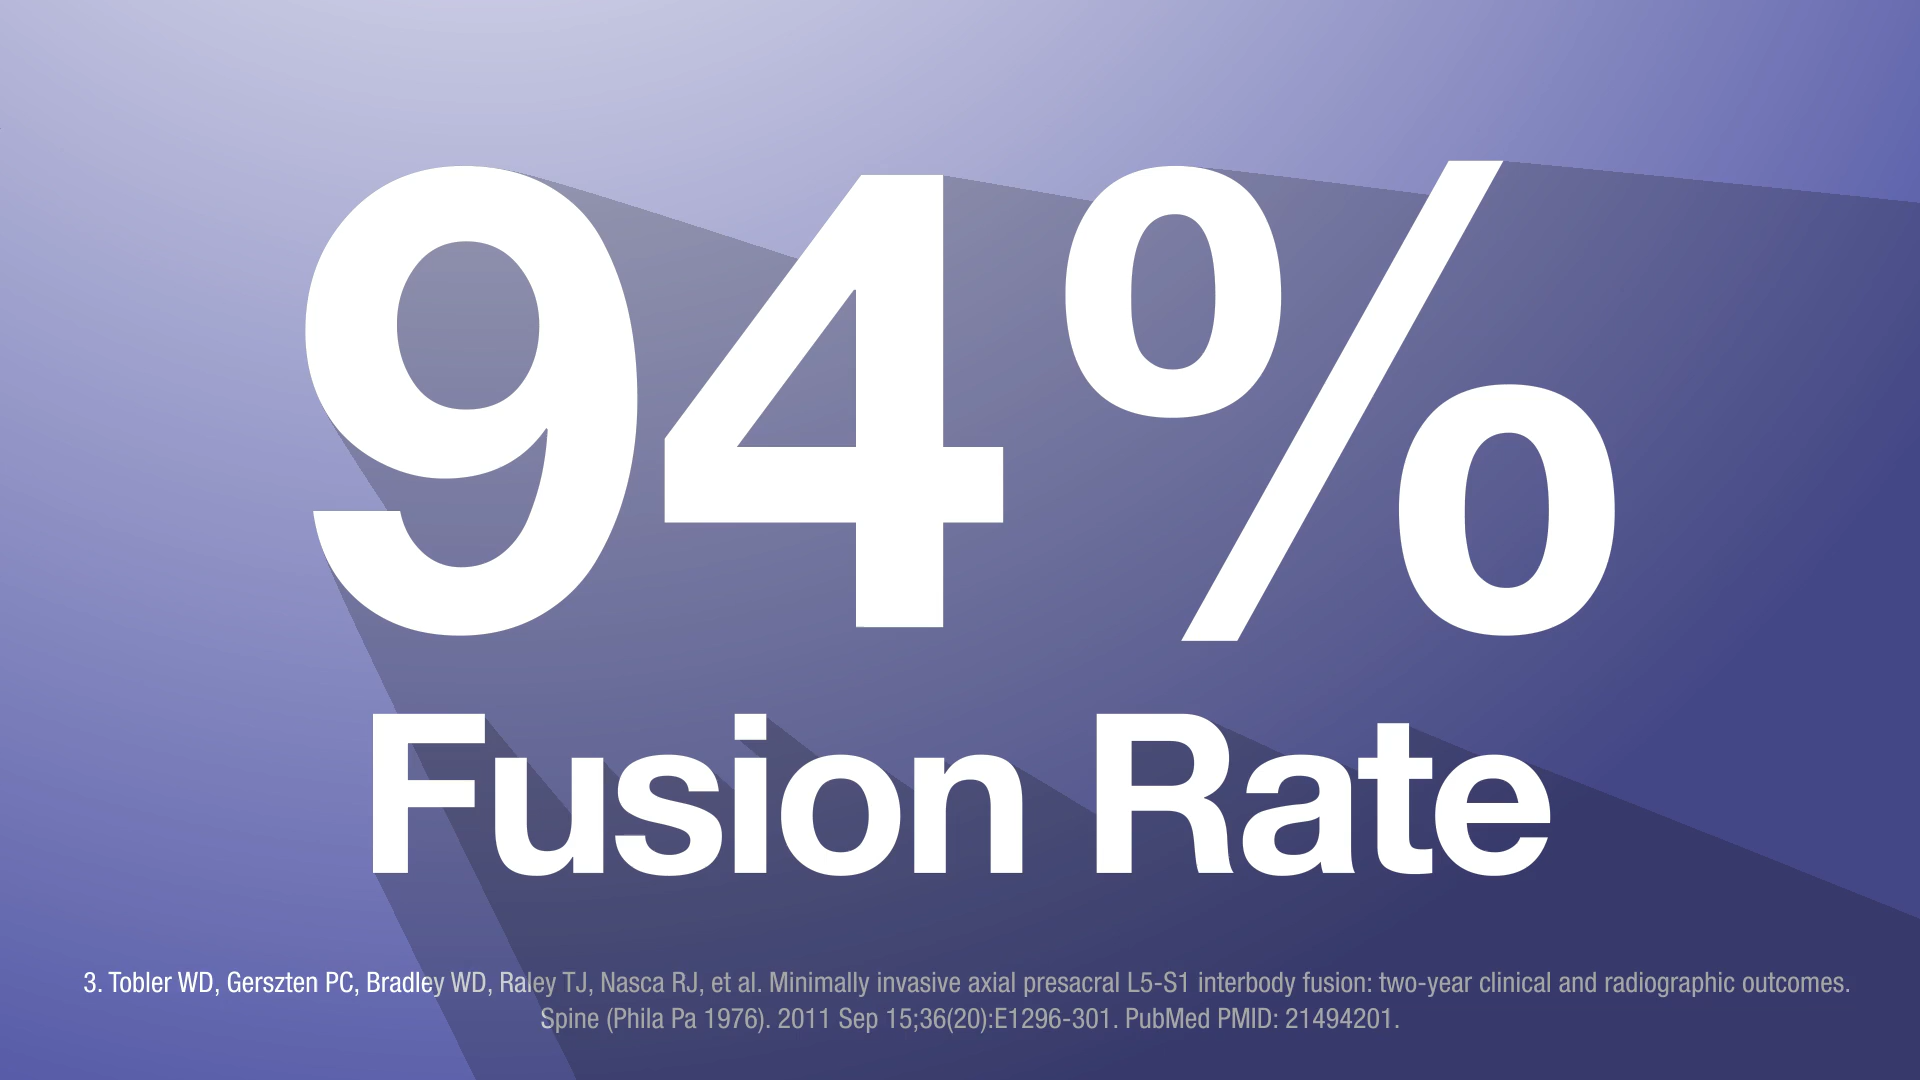 94%
Fusion Rate
3. Tobler WD, Gerszten PC, Bradley WD, Raley TJ, Nasca RJ, et al. Minimally invasive axial presacral L5-S1 interbody fusion: two-year clinical and radiographic outcomes.
Spine (Phila Pa 1976). 2011 Sep 15;36(20):E1296-301. PubMed PMID: 21494201.